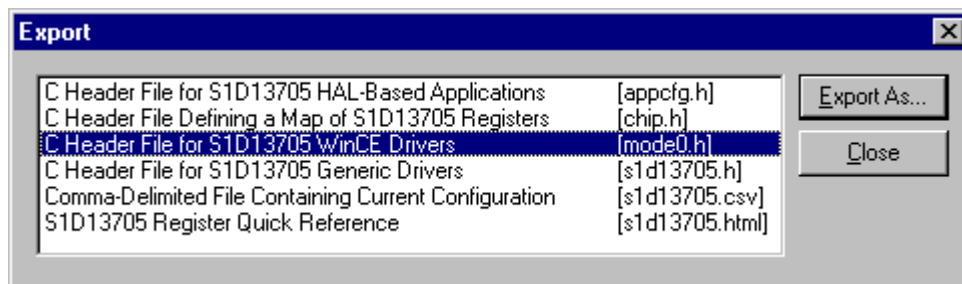 Export
C Header File for S1D13705 HAL-Based Applications [appcfg.h]
C Header File Defining a Map of S1D13705 Registers [chip.h]
C Header File for S1D13705 WinCE Drivers [mode0.h]
C Header File for S1D13705 Generic Drivers [s1d13705.h]
Comma-Delimited File Containing Current Configuration [s1d13705.csv]
S1D13705 Register Quick Reference [s1d13705.html]
Export As...
Close